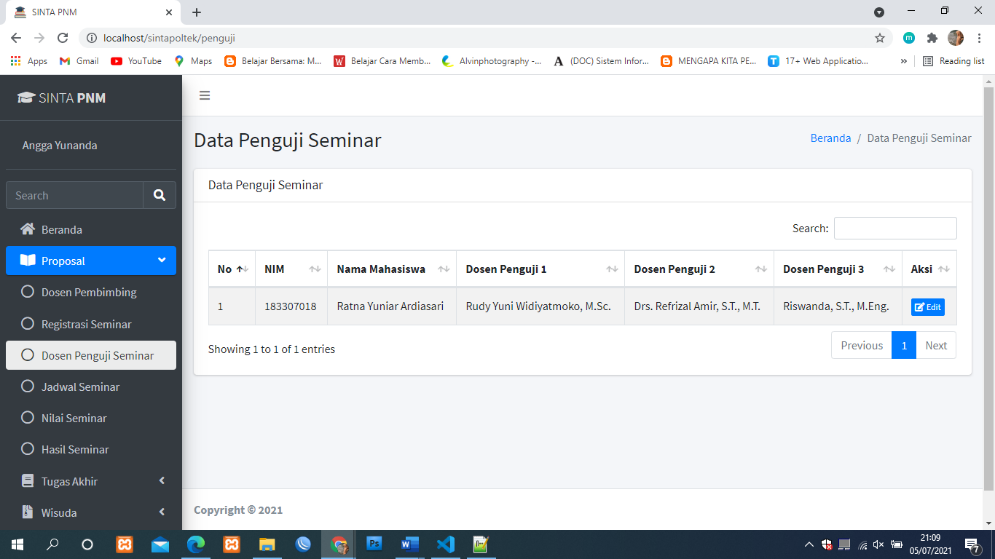 SINTA PNM
localhost/sintapoltek/penguji
Apps Gmail YouTube Maps Belajar Bersama: M... Belajar Cara Memb... Alvinphotography -... (DOC) Sistem Infor... MENGAPA KITA PE... 17+ Web Applicatio... » Reading list
SINTA PNM
Angga Yunanda
Search
Beranda
Proposal
Dosen Pembimbing
Registrasi Seminar
Dosen Penguji Seminar
Jadwal Seminar
Nilai Seminar
Hasil Seminar
Tugas Akhir
Wisuda
Data Penguji Seminar
Beranda / Data Penguji Seminar
Data Penguji Seminar
Search:
No NIM Nama Mahasiswa Dosen Penguji 1 Dosen Penguji 2 Dosen Penguji 3 Aksi
1 183307018 Ratna Yuniar Ardiasari Rudy Yuni Widiyatmoko, M.Sc. Drs. Refrizal Amir, S.T., M.T. Riswanda, S.T., M.Eng. Edit
Showing 1 to 1 of 1 entries
Previous 1 Next
Copyright © 2021
21:09
05/07/2021
7